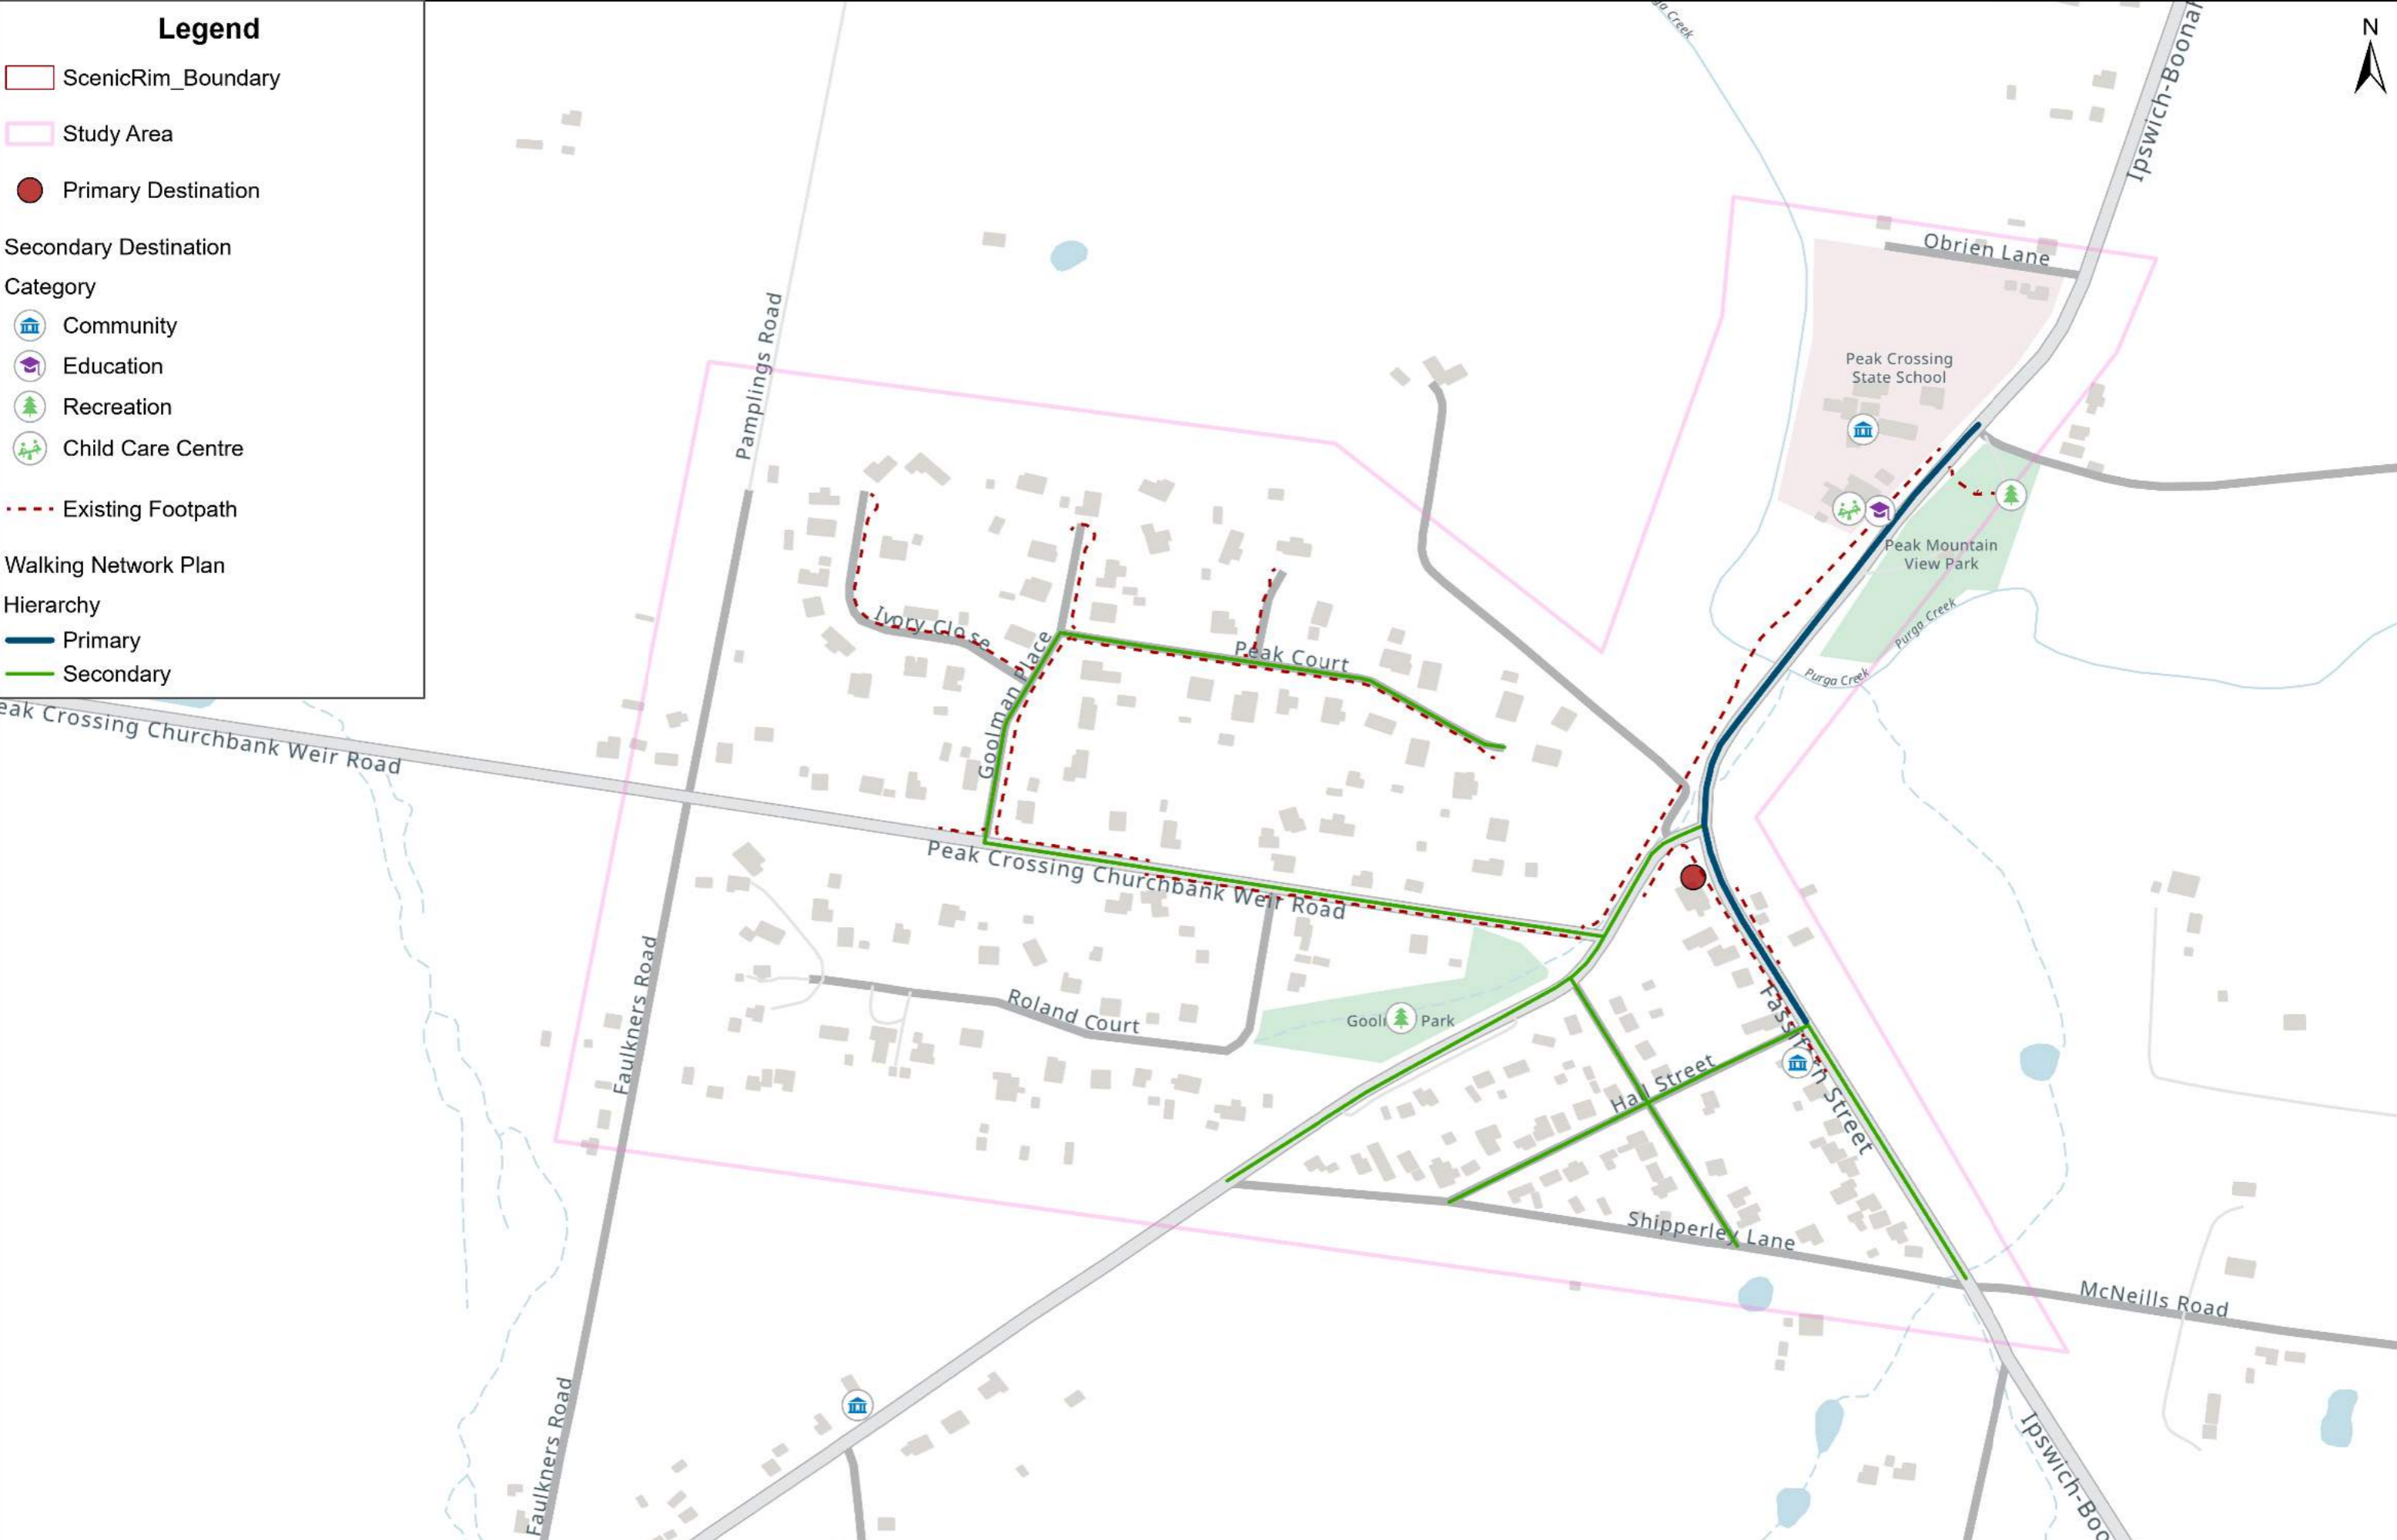 Legend
ScenicRim_Boundary
Study Area
Primary Destination
Secondary Destination
Category
Community
Education
Recreation
Child Care Centre
Existing Footpath
Walking Network Plan
Hierarchy
Primary
Secondary
N
Creek
Ipswich-Boonah
Obrien Lane
Pamplings Road
Peak Crossing
State School
Peak Mountain
View Park
Purga Creek
Purga Creek
Ivory Close
Goolman Place
Peak Court
Crossing Churchbank Weir Road
Peak Crossing Churchbank Weir Road
Faulkners Road
Roland Court
Park
Hall Street
Street
Shipperley Lane
McNeills Road
Faulkners Road